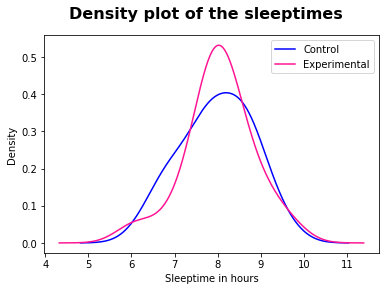 Density plot of the sleeptimes
Control
Experimental
Density
0.5
0.4
0.3
0.2
0.1
0.0
4 5 6 7 8 9 10 11
Sleeptime in hours